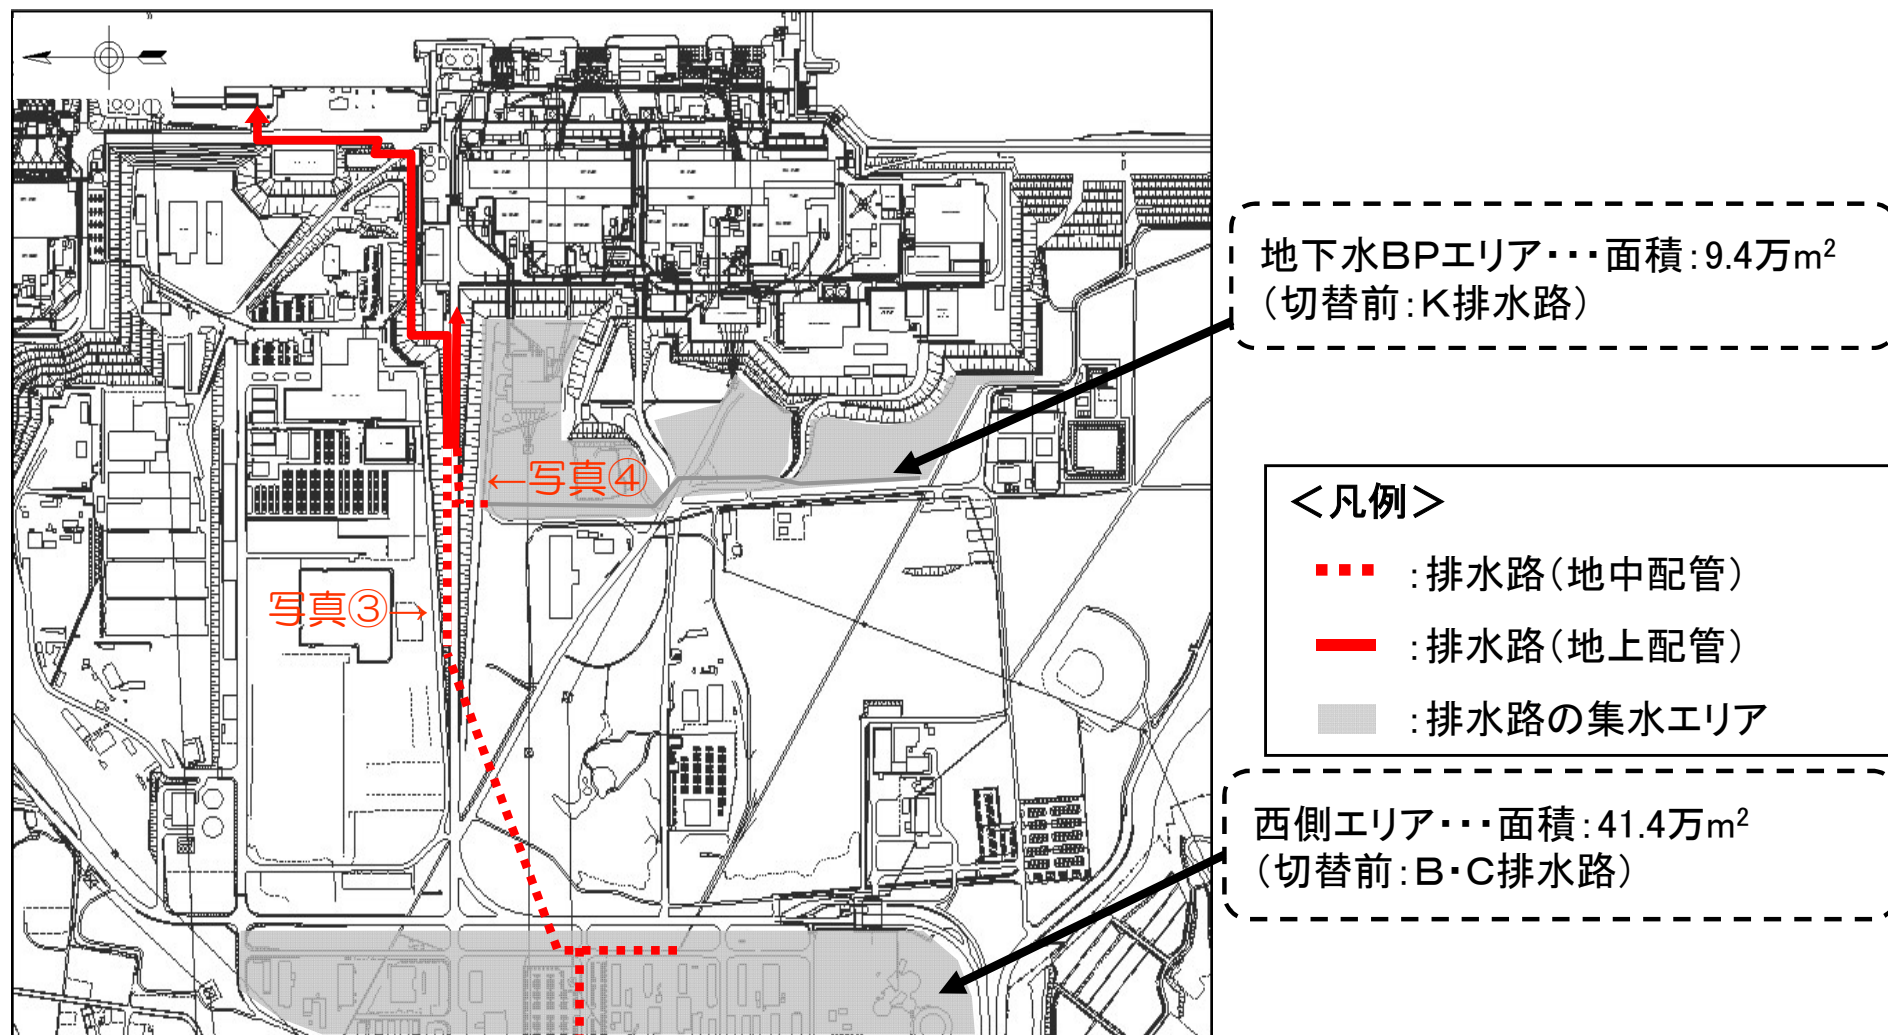 地下水BPエリア・・・面積：9.4万m²
（切替前：K排水路）
←写真④
＜凡例＞
：排水路（地中配管）
写真③→
：排水路（地上配管）
：排水路の集水エリア
西側エリア・・・面積：41.4万m²
（切替前：B・C排水路）